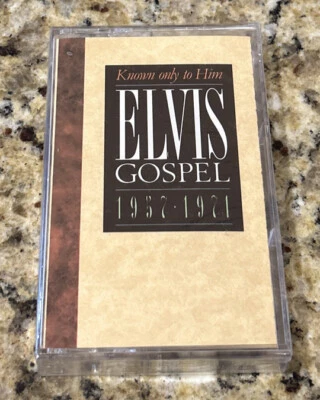 Known only to Him
ELVIS
GOSPEL
1957·1971